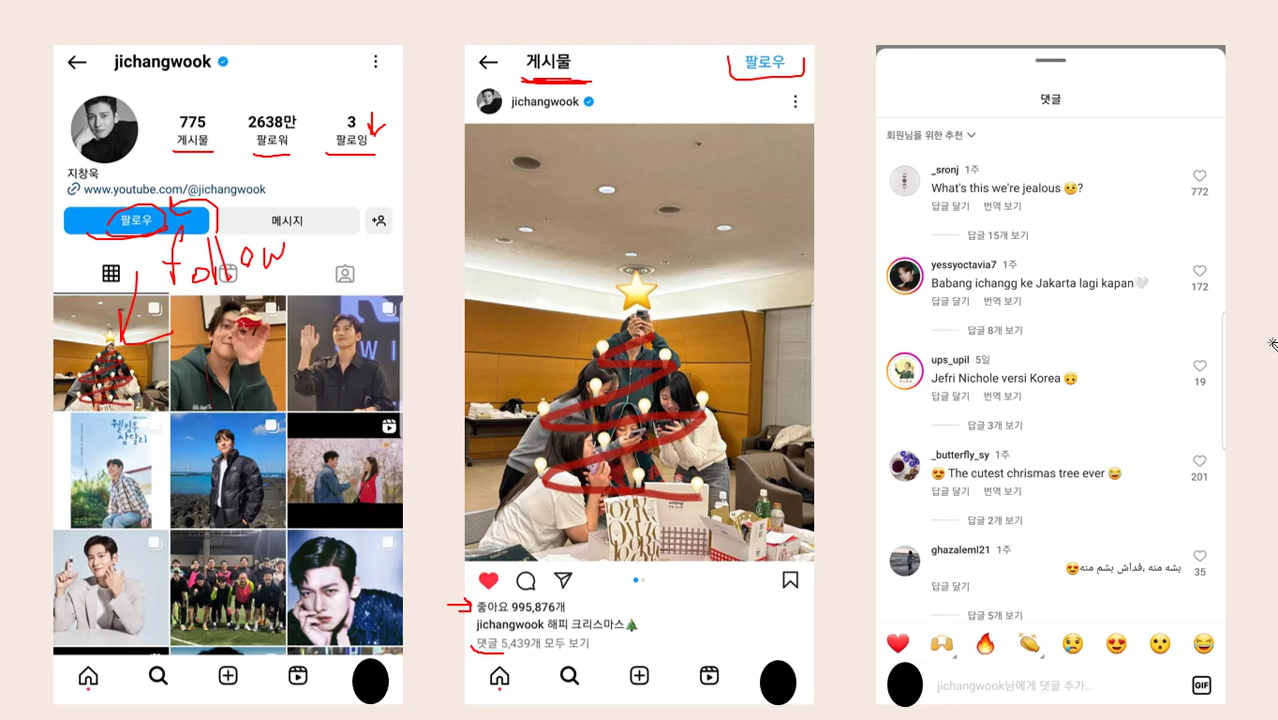 jichangwook
775
2638만
3
게시물
팔로워
팔로잉
지창욱
www.youtube.com/@jichangwook
팔로우
메시지
follow
웰컴투
삼달리
게시물
팔로우
jichangwook
좋아요 995,876개
jichangwook 해피 크리스마스🎄
댓글 5,439개 모두 보기
댓글
회원님을 위한 추천
_sronj 1주
What's this we're jealous 🤨?
772
답글 달기 번역 보기
답글 15개 보기
yessyoctavia7 1주
Babang ichangg ke Jakarta lagi kapan🤍
172
답글 달기 번역 보기
답글 8개 보기
ups_upil 5일
Jefri Nichole versi Korea 🙃
19
답글 달기 번역 보기
답글 3개 보기
_butterfly_sy 1주
😍 The cutest chrismas tree ever 😂
201
답글 달기 번역 보기
답글 2개 보기
ghazaleml21 1주
بشه منه ،قداش بشم منه😍
35
답글 달기
답글 5개 보기
❤️ 🙌 🔥 👏 😢 😍 😮 😂
jichangwook님에게 댓글 추가...
GIF